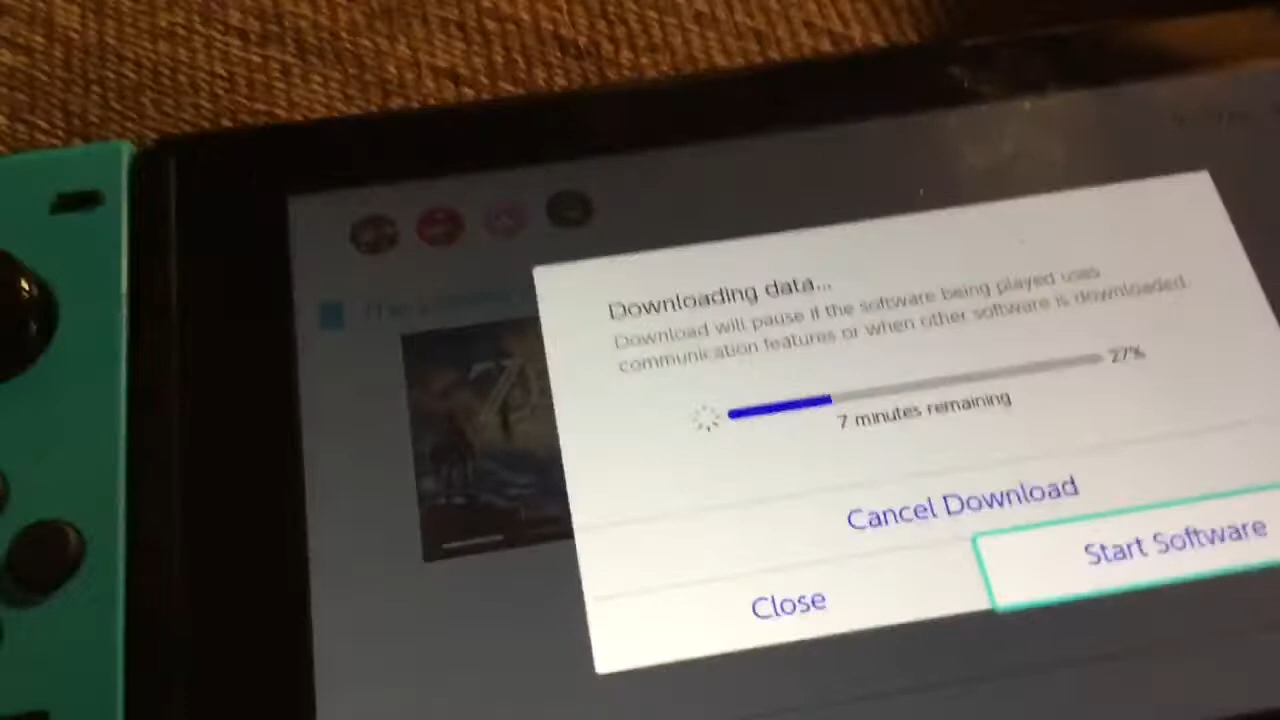 Downloading data...
Download will pause if the software being played uses
communication features or when other software is downloaded.
27%
7 minutes remaining
Cancel Download
Start Software
Close